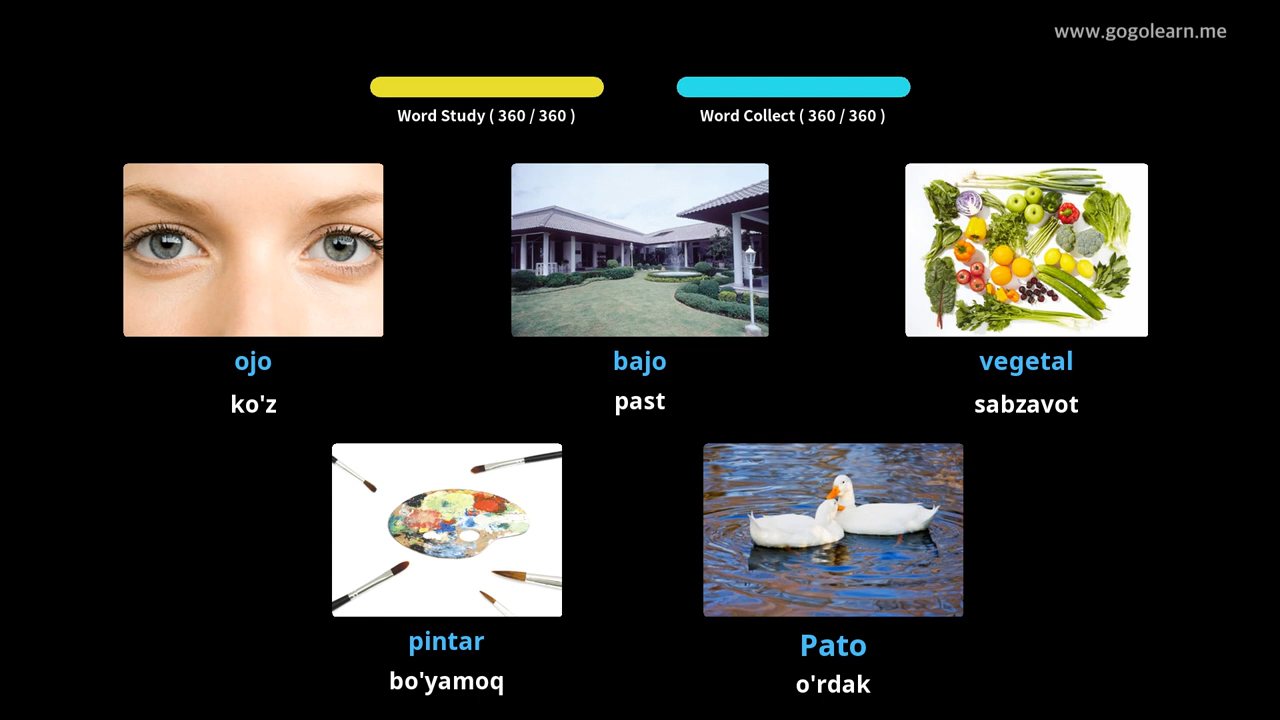 www.gogolearn.me
Word Study ( 360 / 360 )
Word Collect ( 360 / 360 )
ojo
bajo
vegetal
ko'z
past
sabzavot
pintar
Pato
bo'yamoq
o'rdak